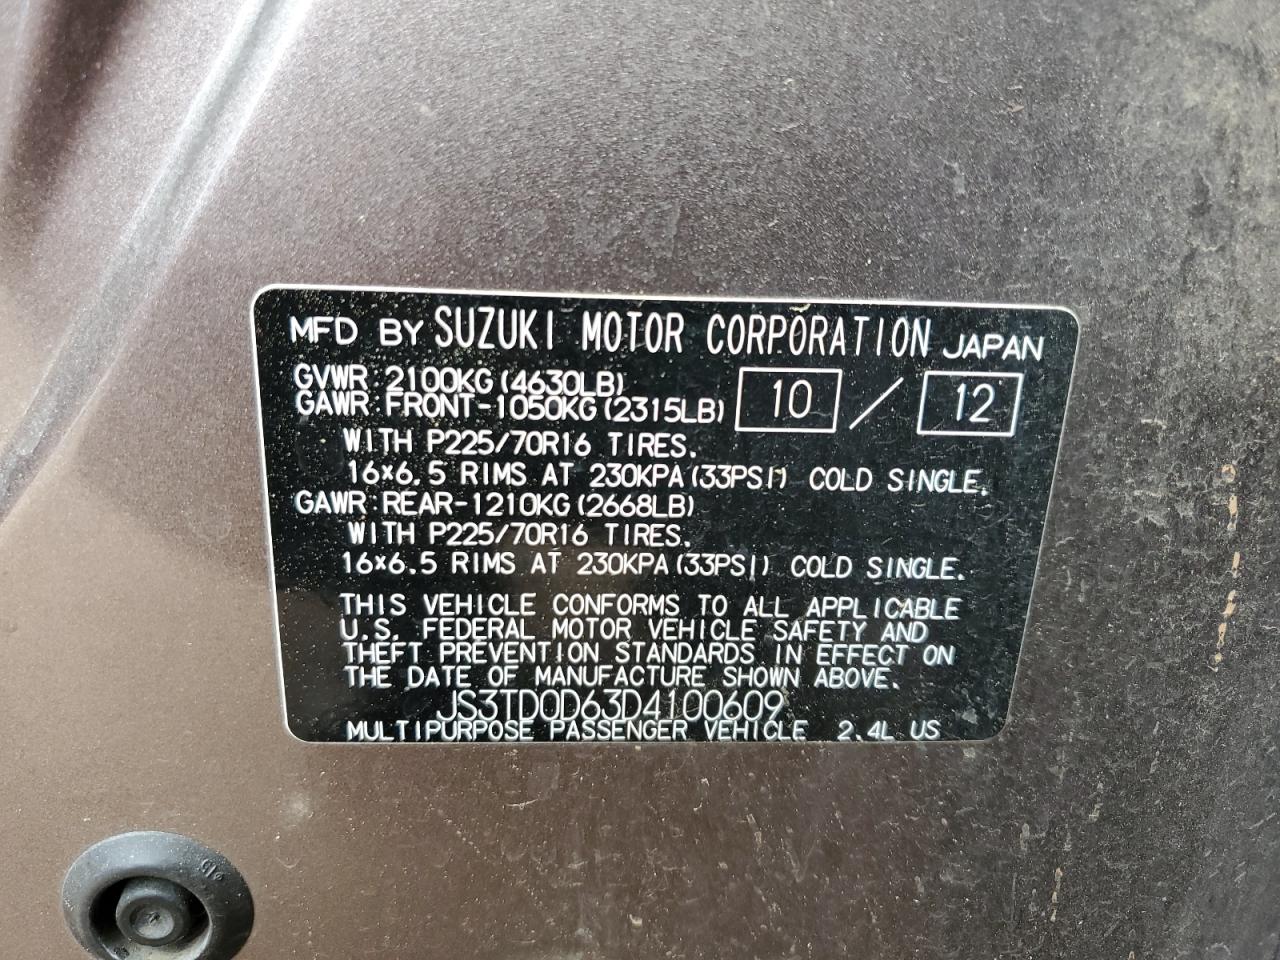 MFD BY SUZUKI MOTOR CORPORATION JAPAN
GVWR 2100KG (4630LB)
GAWR FRONT-1050KG (2315LB) 10 / 12
WITH P225/70R16 TIRES.
16×6.5 RIMS AT 230KPA (33PSI) COLD SINGLE.
GAWR REAR-1210KG (2668LB)
WITH P225/70R16 TIRES.
16×6.5 RIMS AT 230KPA (33PSI) COLD SINGLE.
THIS VEHICLE CONFORMS TO ALL APPLICABLE
U.S. FEDERAL MOTOR VEHICLE SAFETY AND
THEFT PREVENTION STANDARDS IN EFFECT ON
THE DATE OF MANUFACTURE SHOWN ABOVE.
JS3TD0D63D4100609
MULTIPURPOSE PASSENGER VEHICLE 2.4L US